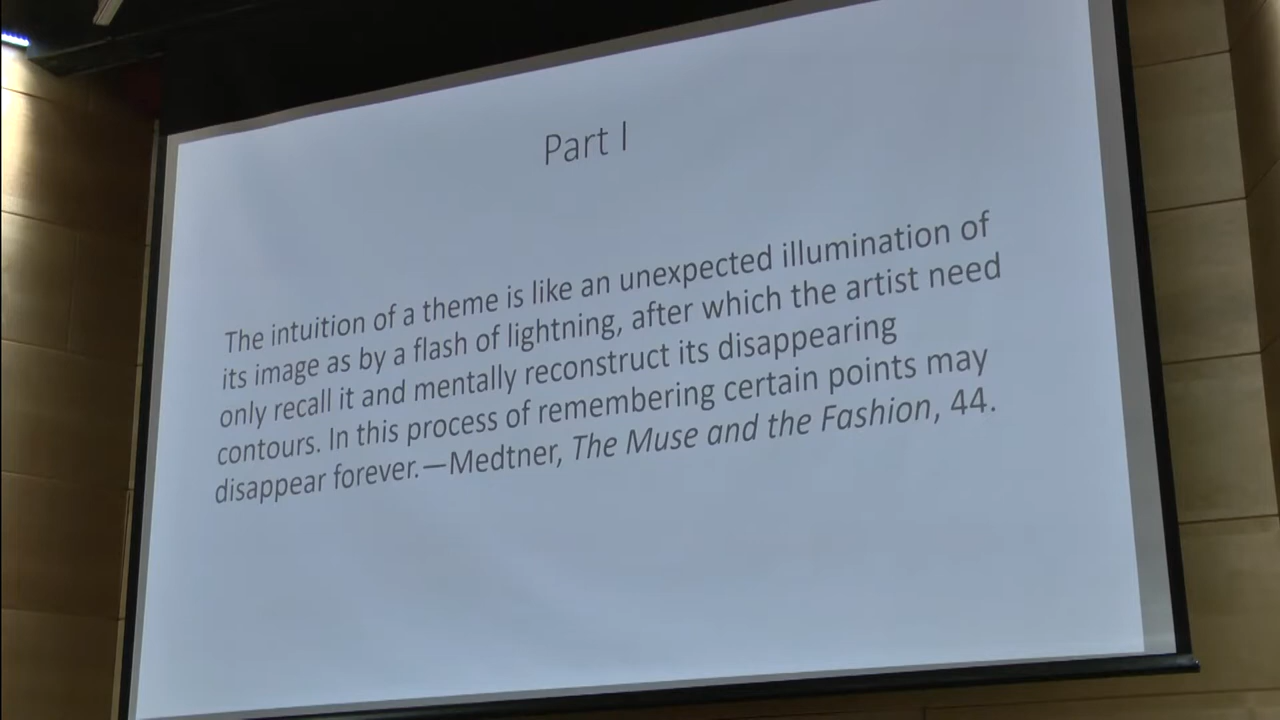 Part I
The intuition of a theme is like an unexpected illumination of
its image as by a flash of lightning, after which the artist need
only recall it and mentally reconstruct its disappearing
contours. In this process of remembering certain points may
disappear forever.—Medtner, The Muse and the Fashion, 44.